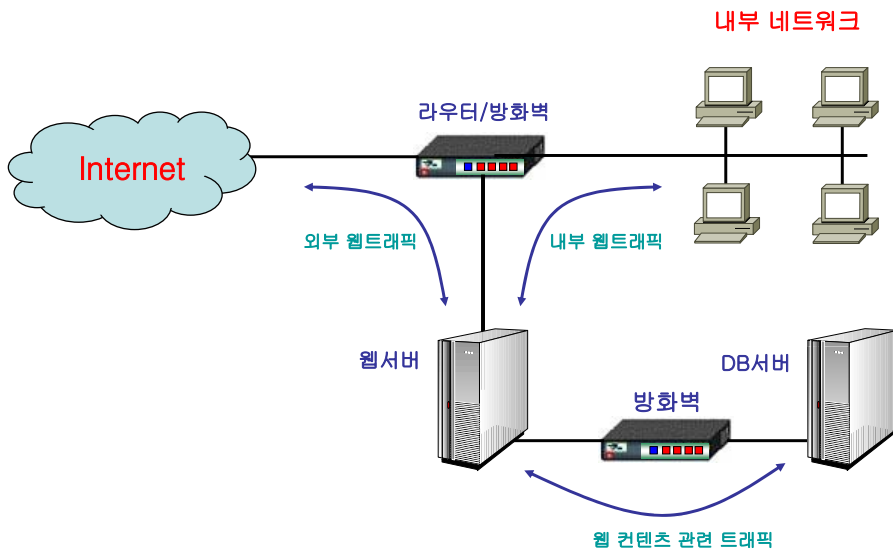 내부 네트워크
라우터/방화벽
Internet
외부 웹트래픽
내부 웹트래픽
웹서버
DB서버
방화벽
웹 컨텐츠 관련 트래픽